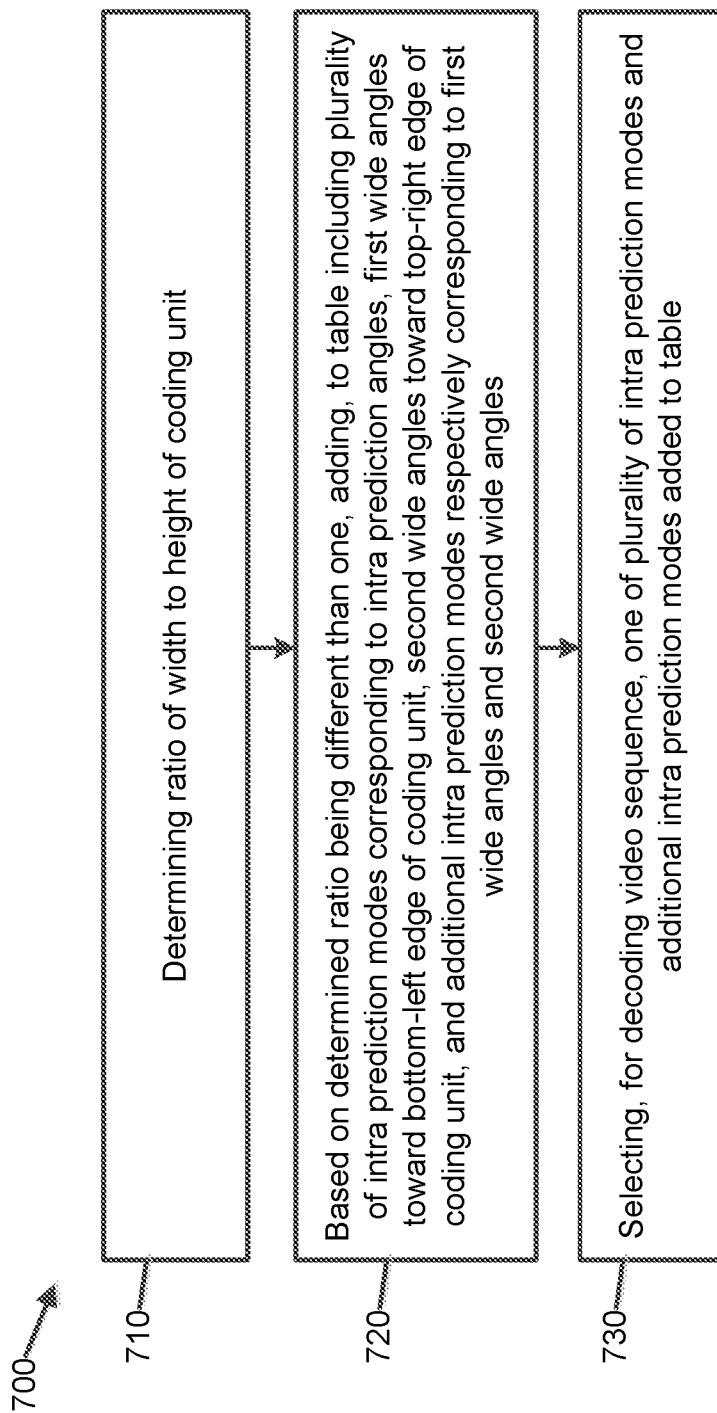 700
710
Determining ratio of width to height of coding unit
720
Based on determined ratio being different than one, adding, to table including plurality
of intra prediction modes corresponding to intra prediction angles, first wide angles
toward bottom-left edge of coding unit, second wide angles toward top-right edge of
coding unit, and additional intra prediction modes respectively corresponding to first
wide angles and second wide angles
730
Selecting, for decoding video sequence, one of plurality of intra prediction modes and
additional intra prediction modes added to table